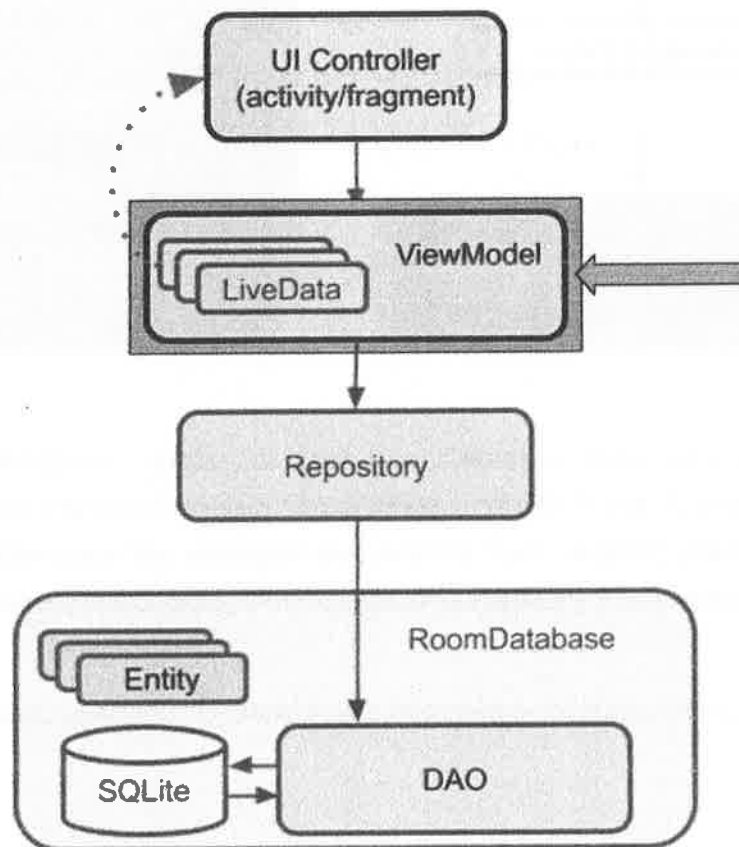 UI Controller
(activity/fragment)
ViewModel
LiveData
Repository
RoomDatabase
Entity
SQLite
DAO